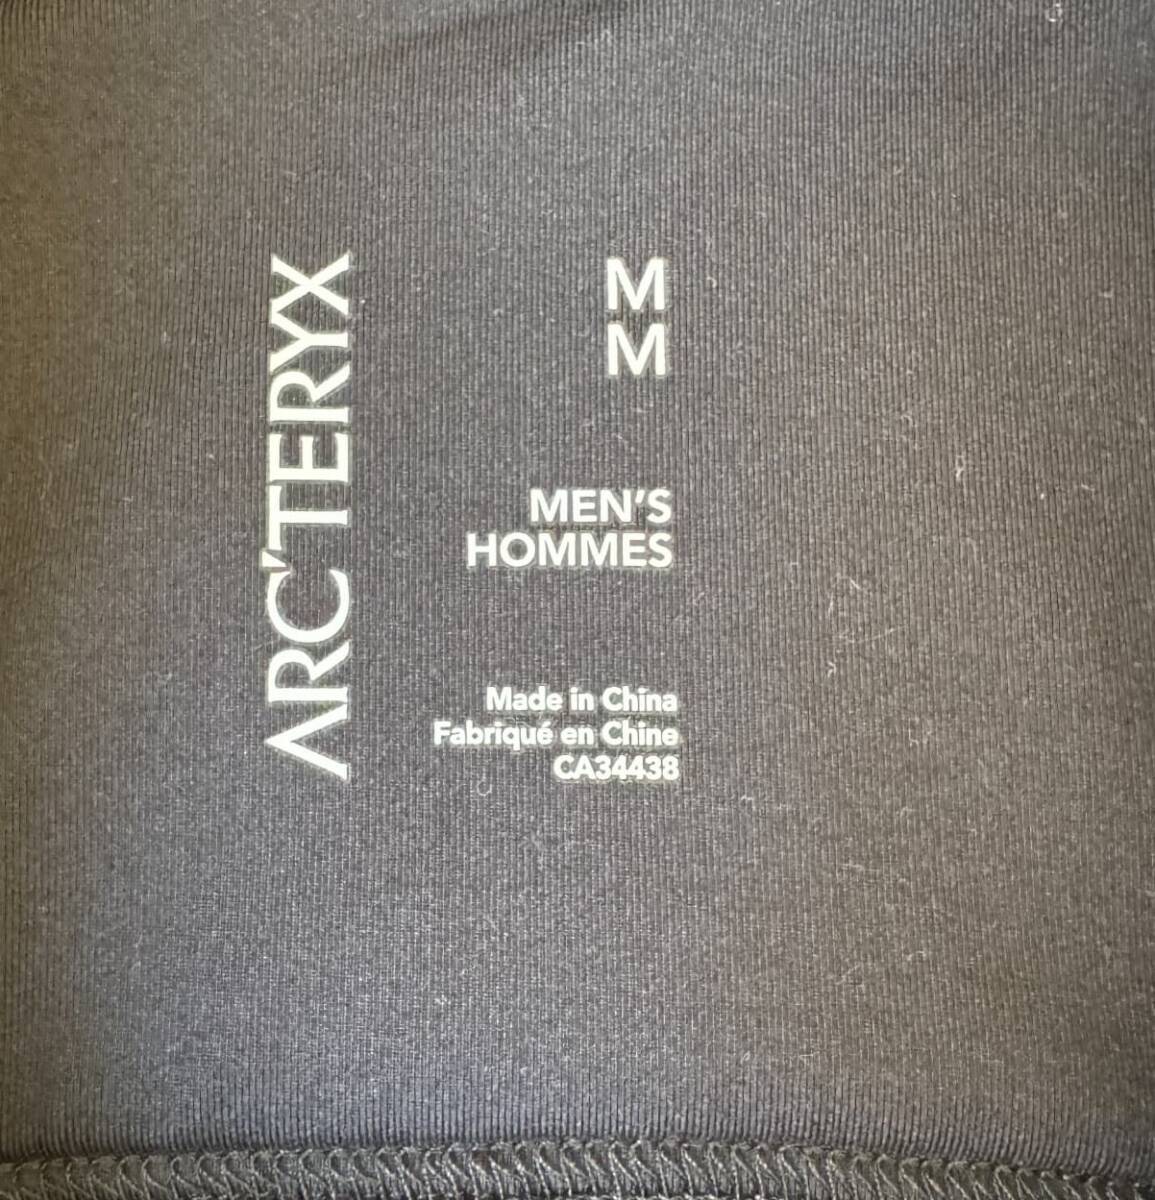 ARC'TERYX
M
M
MEN'S
HOMMES
Made in China
Fabriqué en Chine
CA34438